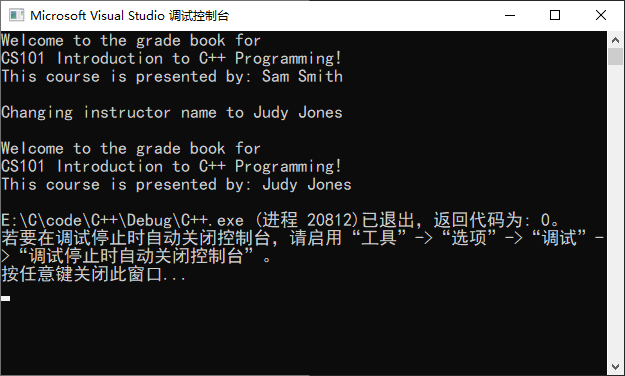 Microsoft Visual Studio 调试控制台
Welcome to the grade book for
CS101 Introduction to C++ Programming!
This course is presented by: Sam Smith
Changing instructor name to Judy Jones
Welcome to the grade book for
CS101 Introduction to C++ Programming!
This course is presented by: Judy Jones
E:\C\code\C++\Debug\C++.exe (进程 20812)已退出，返回代码为: 0。
若要在调试停止时自动关闭控制台，请启用“工具”->“选项”->“调试”-
>“调试停止时自动关闭控制台”。
按任意键关闭此窗口...